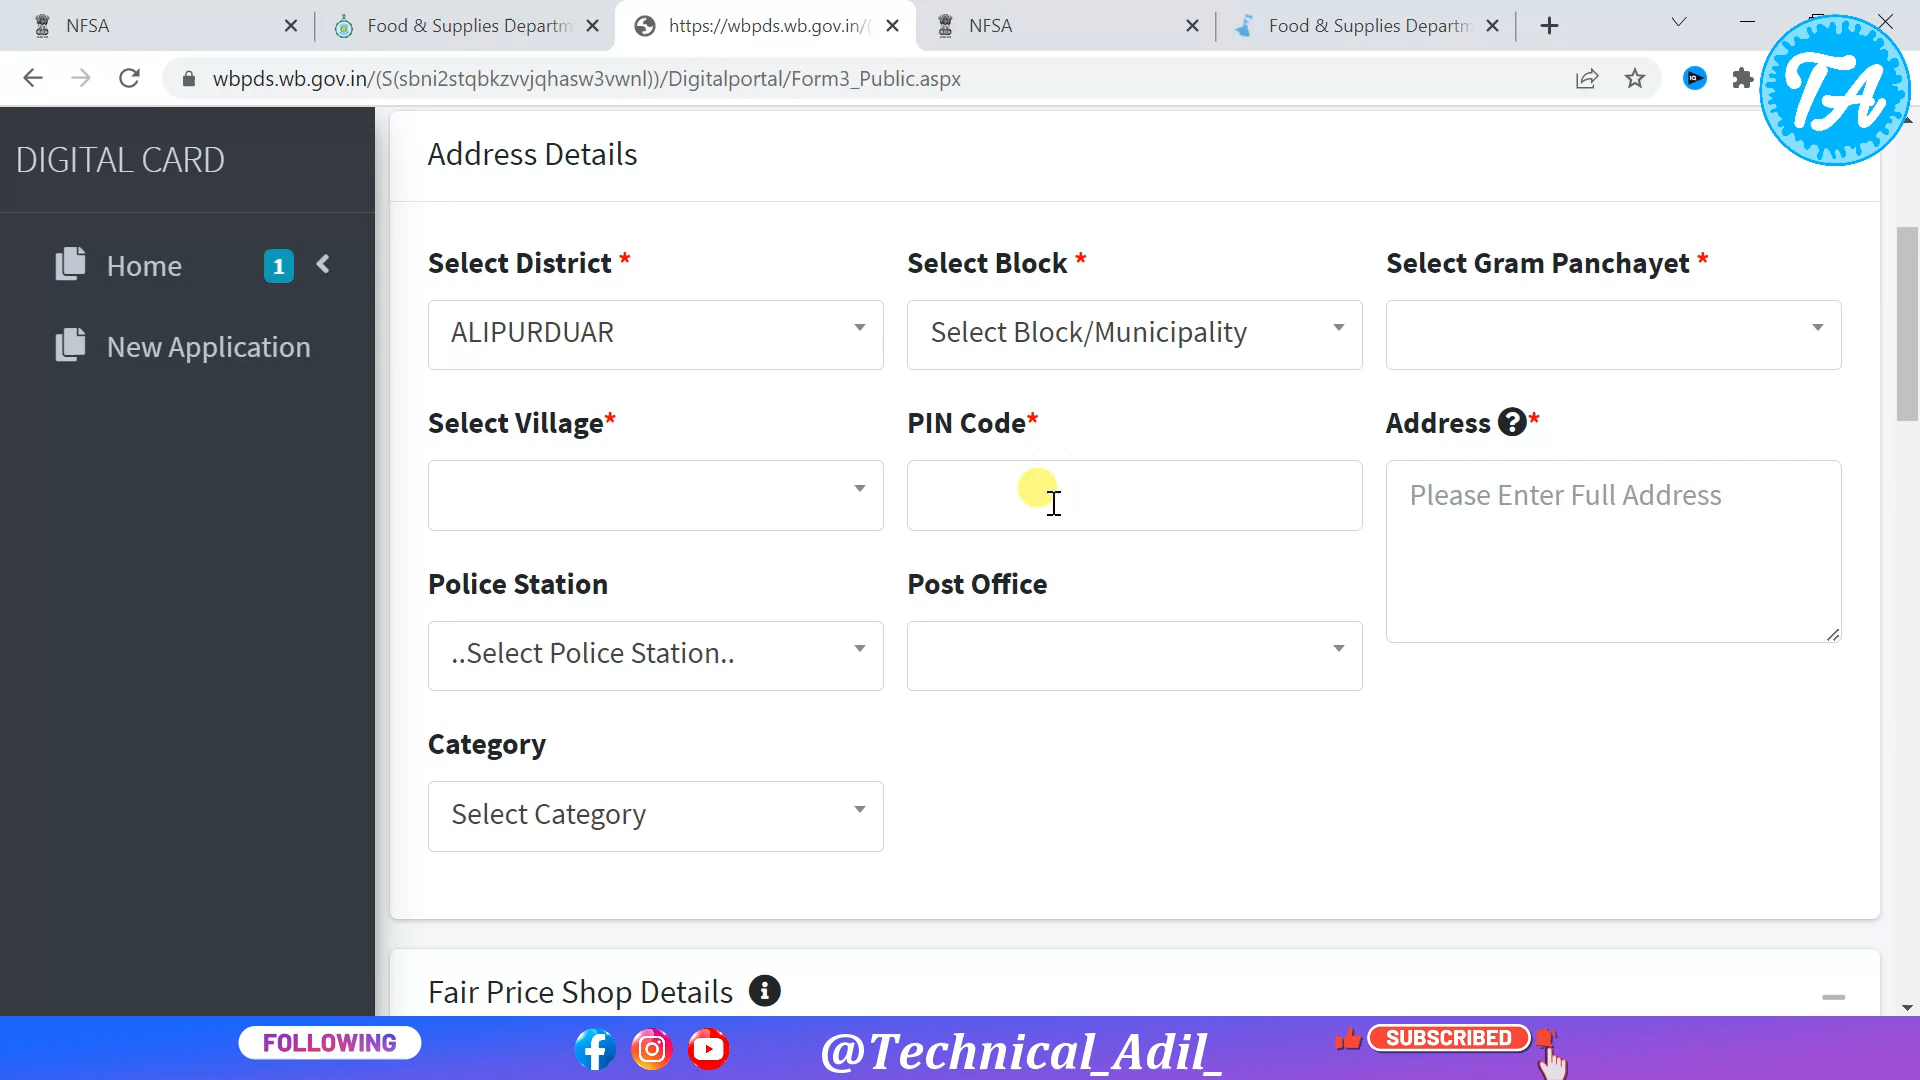 NFSA
Food & Supplies Departm
https://wbpds.wb.gov.in/(
NFSA
Food & Supplies Departm
wbpds.wb.gov.in/(S(sbni2stqbkzvvjqhasw3vwnl))/Digitalportal/Form3_Public.aspx
TA
DIGITAL CARD
Home 1
New Application
Address Details
Select District *
Select Block *
Select Gram Panchayet *
ALIPURDUAR
Select Block/Municipality
Select Village*
PIN Code*
Address ?*
Please Enter Full Address
Police Station
Post Office
..Select Police Station..
Category
Select Category
Fair Price Shop Details i
FOLLOWING
@Technical_Adil_
SUBSCRIBED